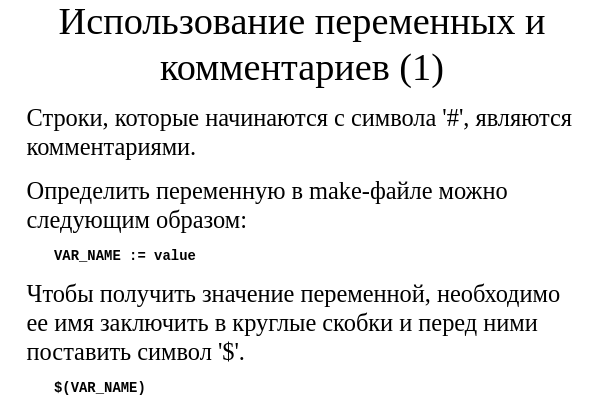 Использование переменных и
комментариев (1)
Строки, которые начинаются с символа '#', являются
комментариями.
Определить переменную в make-файле можно
следующим образом:
VAR_NAME := value
Чтобы получить значение переменной, необходимо
ее имя заключить в круглые скобки и перед ними
поставить символ '$'.
$(VAR_NAME)